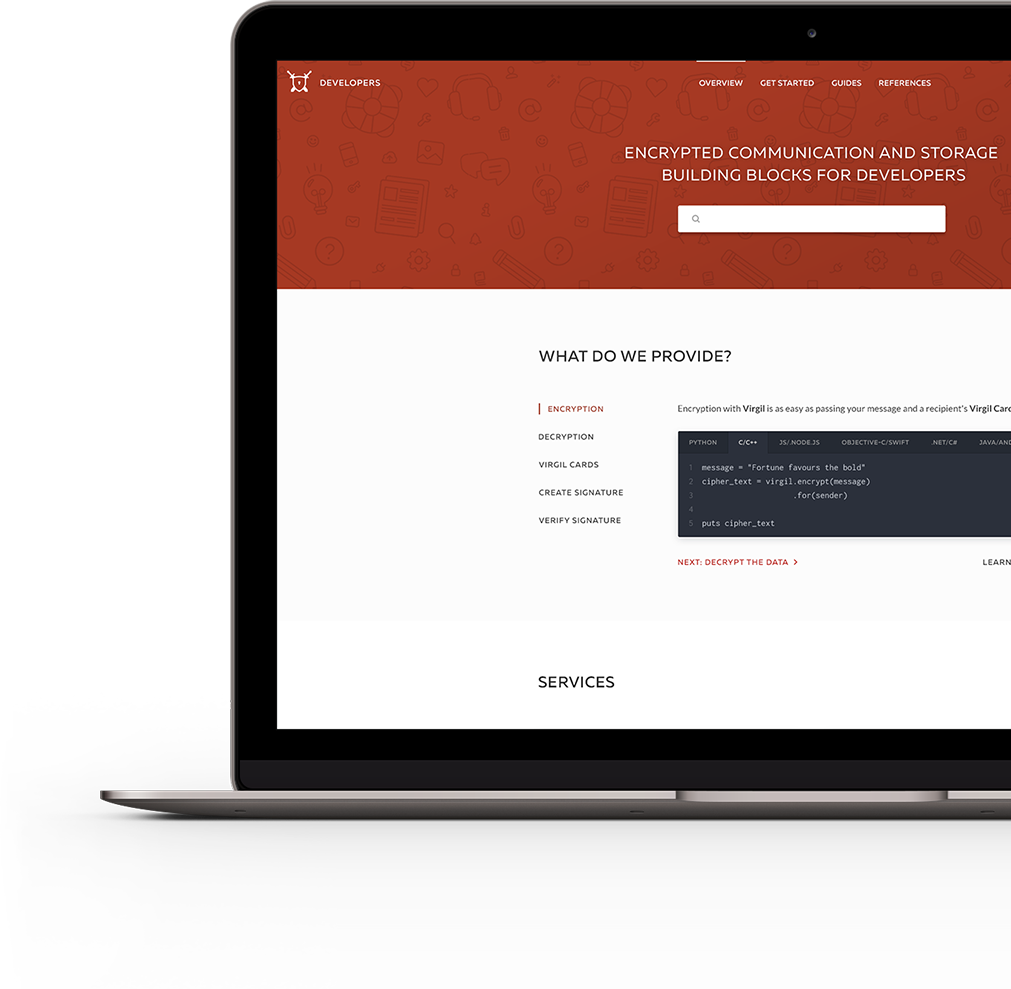 DEVELOPERS
OVERVIEW GET STARTED GUIDES REFERENCES
ENCRYPTED COMMUNICATION AND STORAGE
BUILDING BLOCKS FOR DEVELOPERS
WHAT DO WE PROVIDE?
ENCRYPTION
DECRYPTION
VIRGIL CARDS
CREATE SIGNATURE
VERIFY SIGNATURE
Encryption with Virgil is as easy as passing your message and a recipient's Virgil Card
PYTHON C/C++ JS/.NODE.JS OBJECTIVE-C/SWIFT .NET/C# JAVA/AND
1 message = "Fortune favours the bold"
2 cipher_text = virgil.encrypt(message)
3 .for(sender)
4
5 puts cipher_text
NEXT: DECRYPT THE DATA >
LEARN
SERVICES